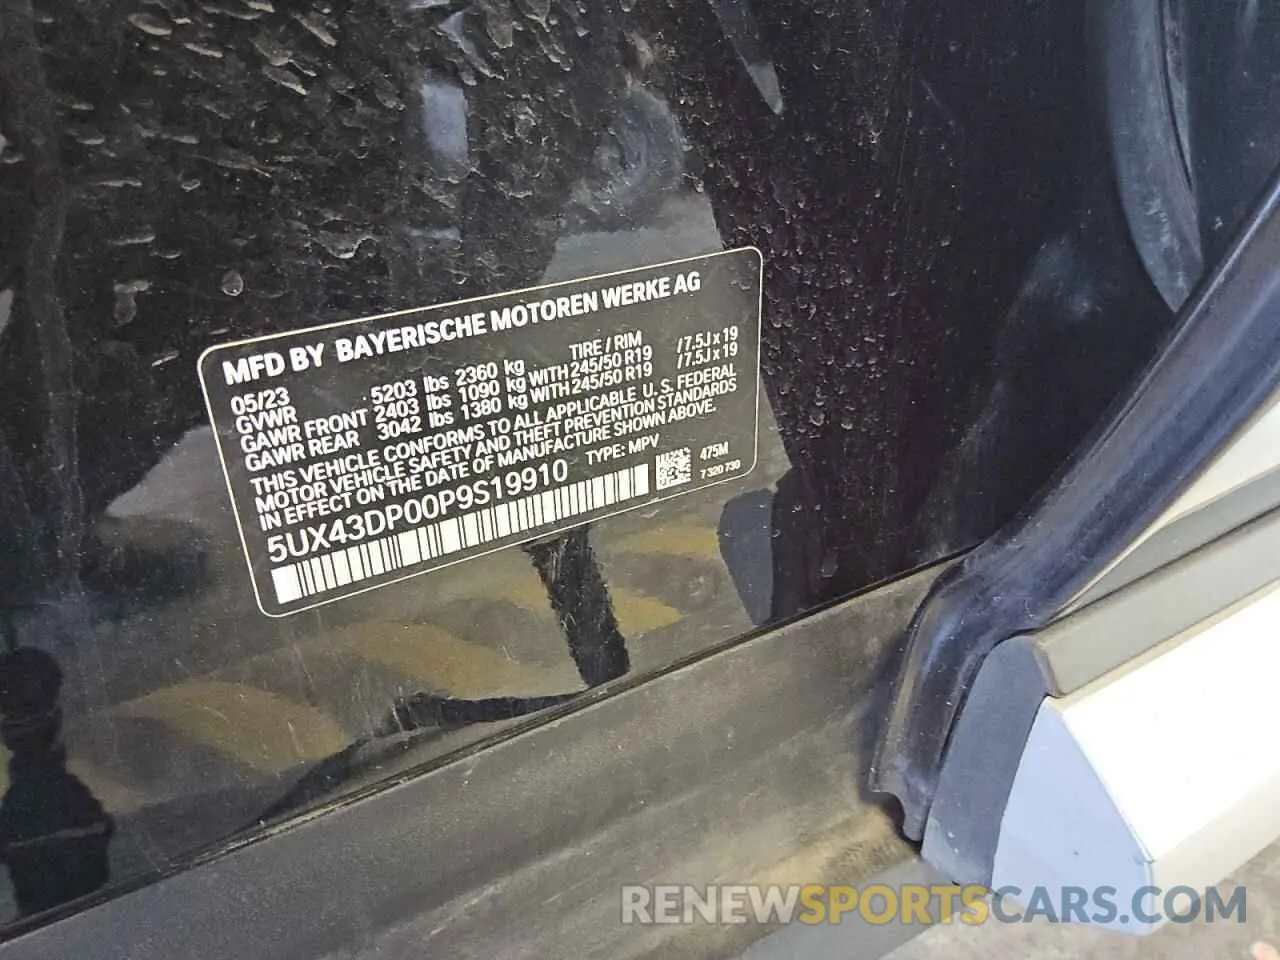 MFD BY BAYERISCHE MOTOREN WERKE AG
05/23
TIRE / RIM
GVWR 5203 lbs 2360 kg
GAWR FRONT 2403 lbs 1090 kg WITH 245/50 R19 / 7.5J x 19
GAWR REAR 3042 lbs 1380 kg WITH 245/50 R19 / 7.5J x 19
THIS VEHICLE CONFORMS TO ALL APPLICABLE U. S. FEDERAL
MOTOR VEHICLE SAFETY AND THEFT PREVENTION STANDARDS
IN EFFECT ON THE DATE OF MANUFACTURE SHOWN ABOVE.
5UX43DP00P9S19910 TYPE: MPV
475M
7 320 730
RENEWSPORTSCARS.COM